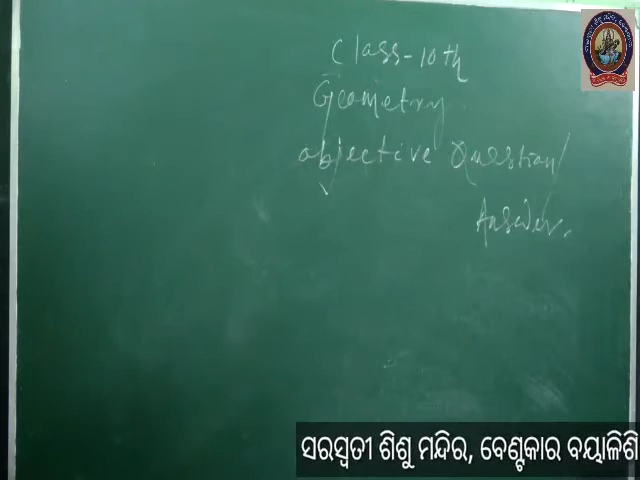 Class-10th
Geometry
objective Question/
Answer.
ସରସ୍ୱତୀ ଶିଶୁ ମନ୍ଦିର, ବେଣ୍ଟକାର ବୟାଳିଶି